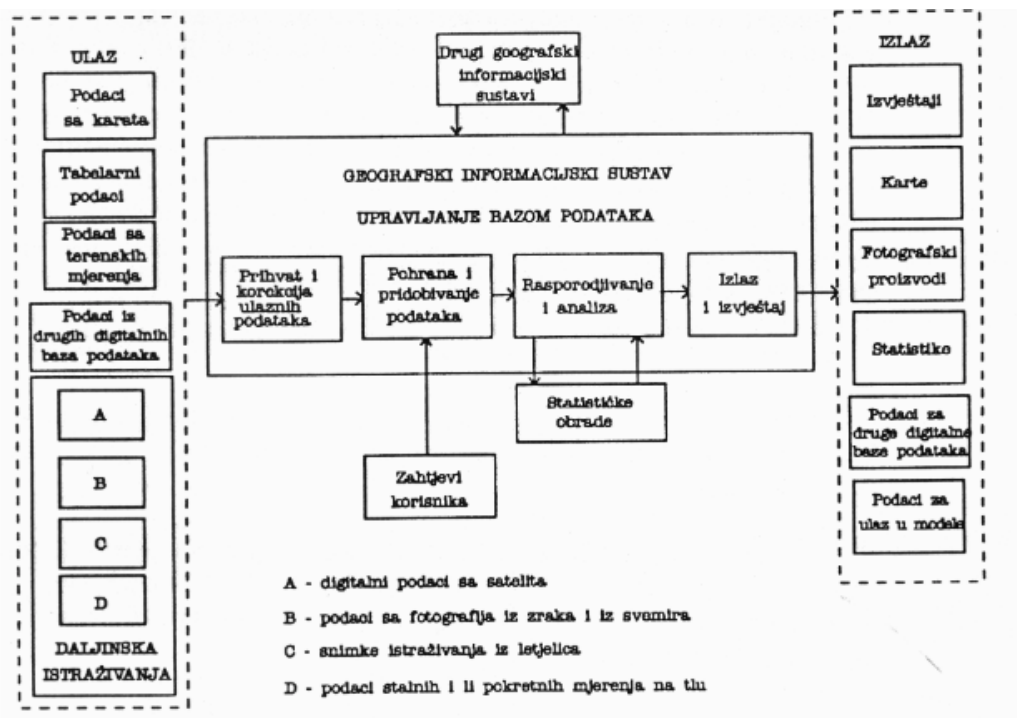 ULAZ
Podaci
sa karata
Tabelarni
podaci
Podaci sa
terenskih
mjerenja
Podaci iz
drugih digitalnih
baza podataka
A
B
C
D
DALJINSKA
ISTRAŽIVANJA
Drugi geografski
informacijski
sustavi
GEOGRAFSKI INFORMACIJSKI SUSTAV
UPRAVLJANJE BAZOM PODATAKA
Prihvat i
korekcija
ulaznih
podataka
Pohrana i
pridobivanje
podataka
Rasporodjivanje
i analiza
Izlaz
i izvještaj
Statističke
obrade
Zahtjevi
korisnika
A - digitalni podaci sa satelita
B - podaci sa fotografija iz zraka i iz svemira
C - snimke istraživanja iz letjelica
D - podaci stalnih i li pokretnih mjerenja na tlu
IZLAZ
Izvještaji
Karte
Fotografski
proizvodi
Statistike
Podaci za
druge digitalne
baze podataka
Podaci za
ulaz u modele